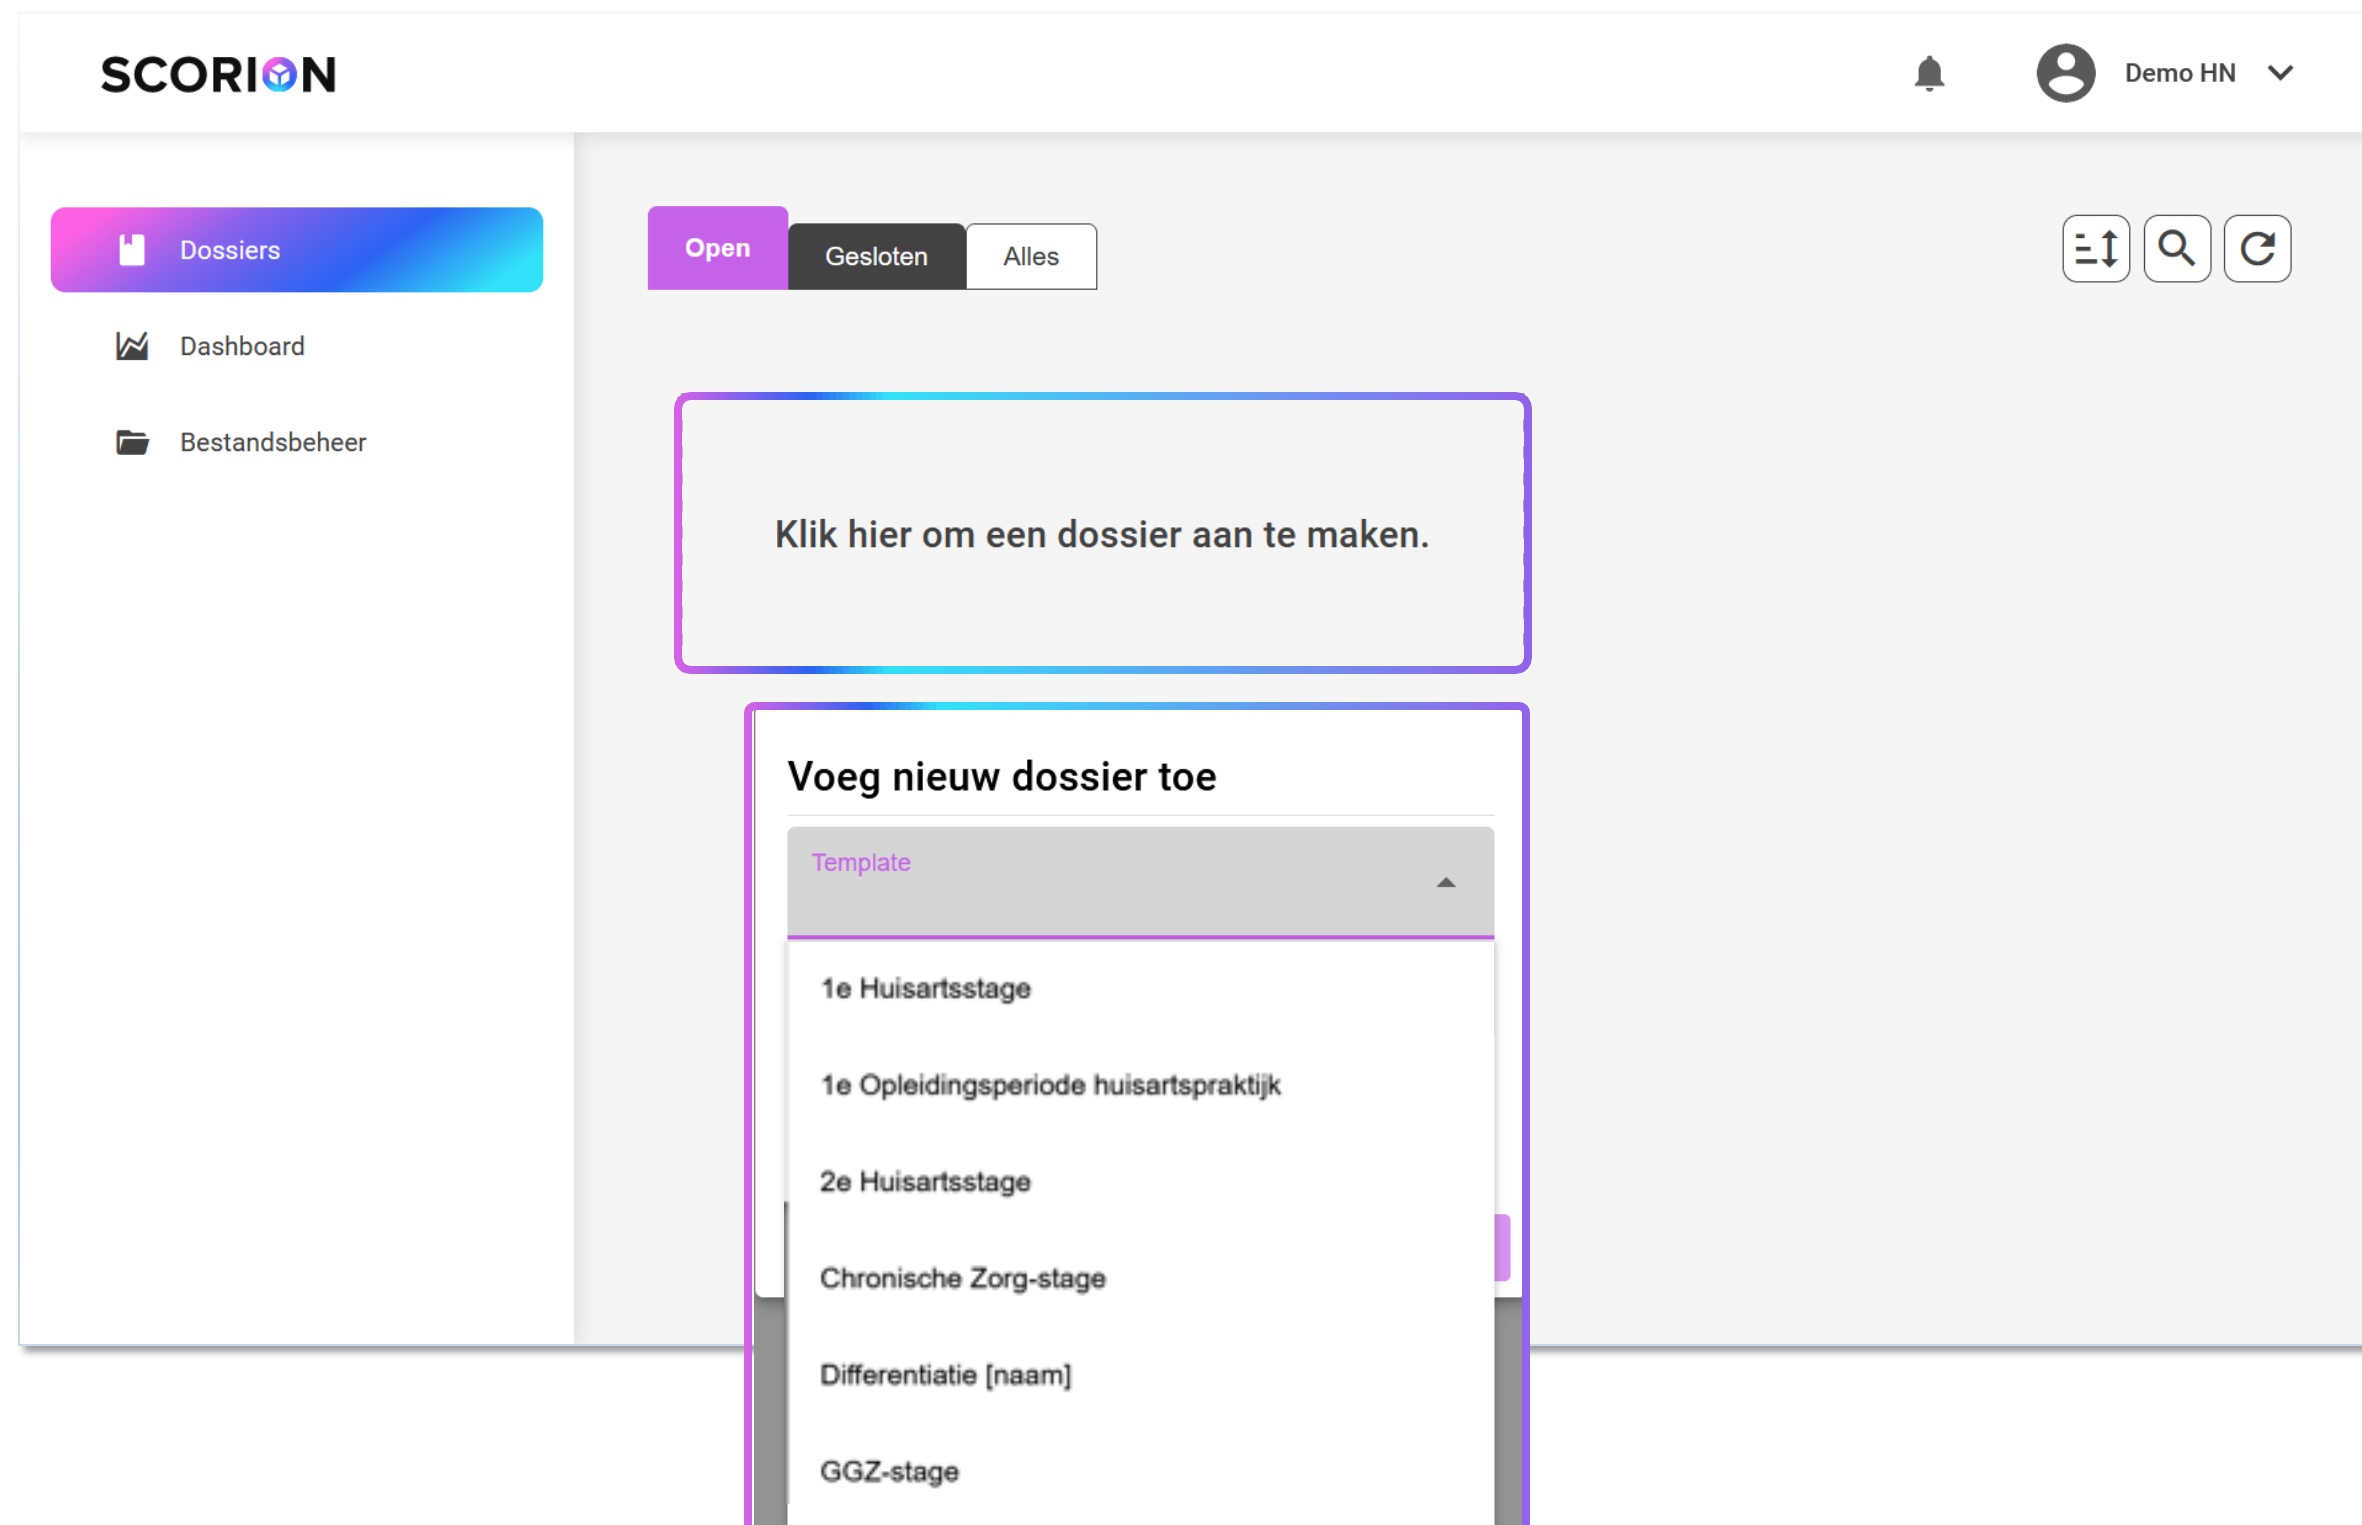 SCORION
Demo HN
Dossiers
Dashboard
Bestandsbeheer
Open
Gesloten
Alles
Klik hier om een dossier aan te maken.
Voeg nieuw dossier toe
Template
1e Huisartsstage
1e Opleidingsperiode huisartspraktijk
2e Huisartsstage
Chronische Zorg-stage
Differentiatie [naam]
GGZ-stage